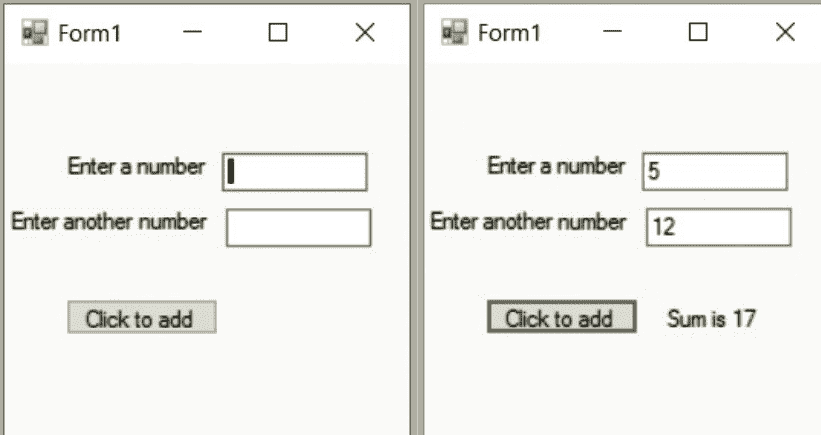 Form1
Enter a number
Enter another number
Click to add
Form1
Enter a number 5
Enter another number 12
Click to add Sum is 17